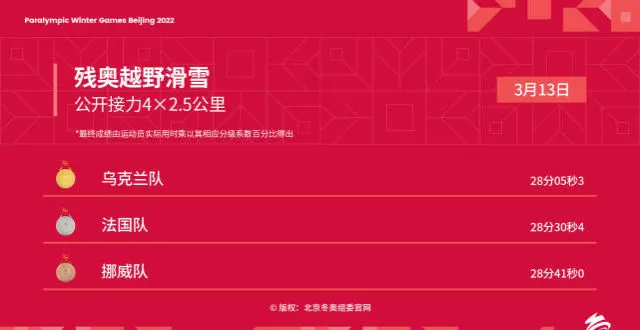 Paralympic Winter Games Beijing 2022
残奥越野滑雪
公开接力4×2.5公里
3月13日
*最终成绩由运动员实际用时乘以其相应分级系数百分比得出
乌克兰队 28分05秒3
法国队 28分30秒4
挪威队 28分41秒0
© 版权：北京冬奥组委官网